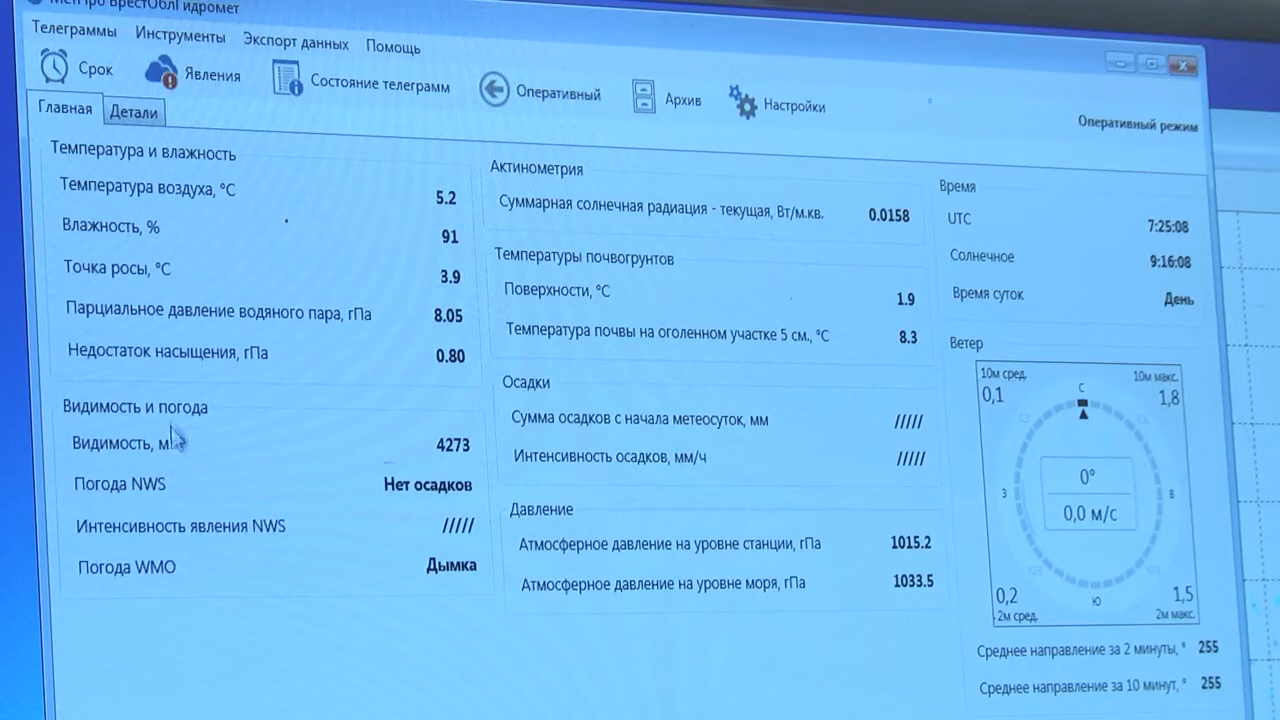 МетПро БрестОблГидромет
Телеграммы Инструменты Экспорт данных Помощь
Срок Явления Состояние телеграмм Оперативный Архив Настройки
Оперативный режим
Главная Детали
Температура и влажность
Температура воздуха, °C 5.2
Влажность, % 91
Точка росы, °C 3.9
Парциальное давление водяного пара, гПа 8.05
Недостаток насыщения, гПа 0.80
Видимость и погода
Видимость, м 4273
Погода NWS Нет осадков
Интенсивность явления NWS /////
Погода WMO Дымка
Актинометрия
Суммарная солнечная радиация - текущая, Вт/м.кв. 0.0158
Температуры почвогрунтов
Поверхности, °C 1.9
Температура почвы на оголенном участке 5 см., °C 8.3
Осадки
Сумма осадков с начала метеосуток, мм /////
Интенсивность осадков, мм/ч /////
Давление
Атмосферное давление на уровне станции, гПа 1015.2
Атмосферное давление на уровне моря, гПа 1033.5
Время
UTC 7:25:08
Солнечное 9:16:08
Время суток День
Ветер
10м сред. 10м макс.
0,1 С 1,8
З 0° В
0,0 м/с
0,2 Ю 1,5
2м сред. 2м макс.
Среднее направление за 2 минуты, ° 255
Среднее направление за 10 минут, ° 255